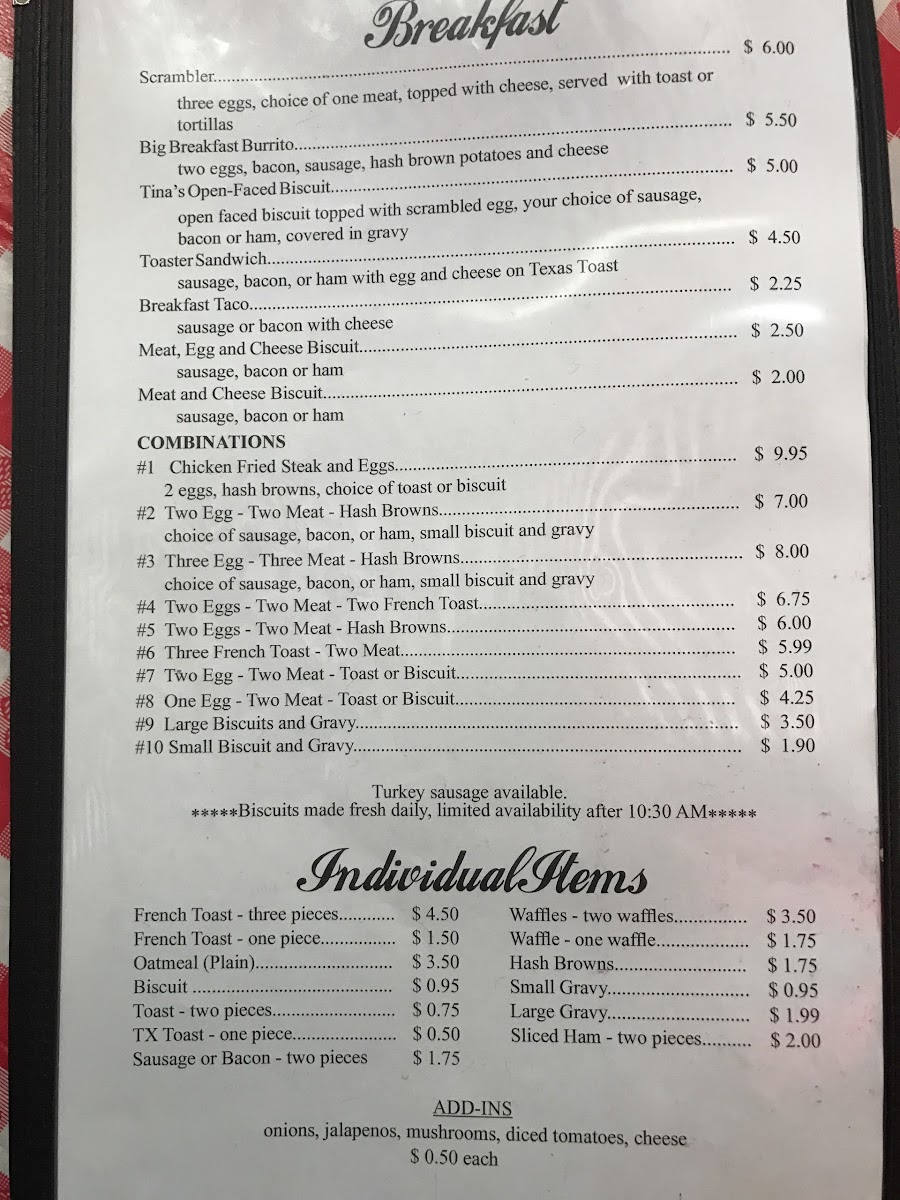 Breakfast
Scrambler.......... $ 6.00
three eggs, choice of one meat, topped with cheese, served with toast or
tortillas
Big Breakfast Burrito.......... $ 5.50
two eggs, bacon, sausage, hash brown potatoes and cheese
Tina's Open-Faced Biscuit.......... $ 5.00
open faced biscuit topped with scrambled egg, your choice of sausage,
bacon or ham, covered in gravy
Toaster Sandwich.......... $ 4.50
sausage, bacon, or ham with egg and cheese on Texas Toast
Breakfast Taco.......... $ 2.25
sausage or bacon with cheese
Meat, Egg and Cheese Biscuit.......... $ 2.50
sausage, bacon or ham
Meat and Cheese Biscuit.......... $ 2.00
sausage, bacon or ham
COMBINATIONS
#1 Chicken Fried Steak and Eggs.......... $ 9.95
2 eggs, hash browns, choice of toast or biscuit
#2 Two Egg - Two Meat - Hash Browns.......... $ 7.00
choice of sausage, bacon, or ham, small biscuit and gravy
#3 Three Egg - Three Meat - Hash Browns.......... $ 8.00
choice of sausage, bacon, or ham, small biscuit and gravy
#4 Two Eggs - Two Meat - Two French Toast.......... $ 6.75
#5 Two Eggs - Two Meat - Hash Browns.......... $ 6.00
#6 Three French Toast - Two Meat.......... $ 5.99
#7 Two Egg - Two Meat - Toast or Biscuit.......... $ 5.00
#8 One Egg - Two Meat - Toast or Biscuit.......... $ 4.25
#9 Large Biscuits and Gravy.......... $ 3.50
#10 Small Biscuit and Gravy.......... $ 1.90
Turkey sausage available.
*****Biscuits made fresh daily, limited availability after 10:30 AM*****
Individual Items
French Toast - three pieces.......... $ 4.50
French Toast - one piece.......... $ 1.50
Oatmeal (Plain).......... $ 3.50
Biscuit .......... $ 0.95
Toast - two pieces.......... $ 0.75
TX Toast - one piece.......... $ 0.50
Sausage or Bacon - two pieces $ 1.75
Waffles - two waffles.......... $ 3.50
Waffle - one waffle.......... $ 1.75
Hash Browns.......... $ 1.75
Small Gravy.......... $ 0.95
Large Gravy.......... $ 1.99
Sliced Ham - two pieces.......... $ 2.00
ADD-INS
onions, jalapenos, mushrooms, diced tomatoes, cheese
$ 0.50 each